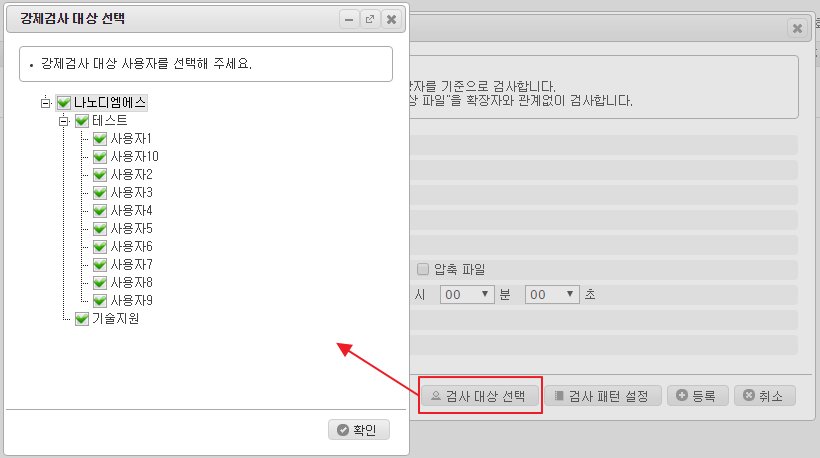 강제검사 대상 선택
• 강제검사 대상 사용자를 선택해 주세요.
나노디엠에스
테스트
사용자1
사용자10
사용자2
사용자3
사용자4
사용자5
사용자6
사용자7
사용자8
사용자9
기술지원
확인
자를 기준으로 검사합니다.
상 파일"을 확장자와 관계없이 검사합니다.
압축 파일
시 00 분 00 초
검사 대상 선택 검사 패턴 설정 등록 취소